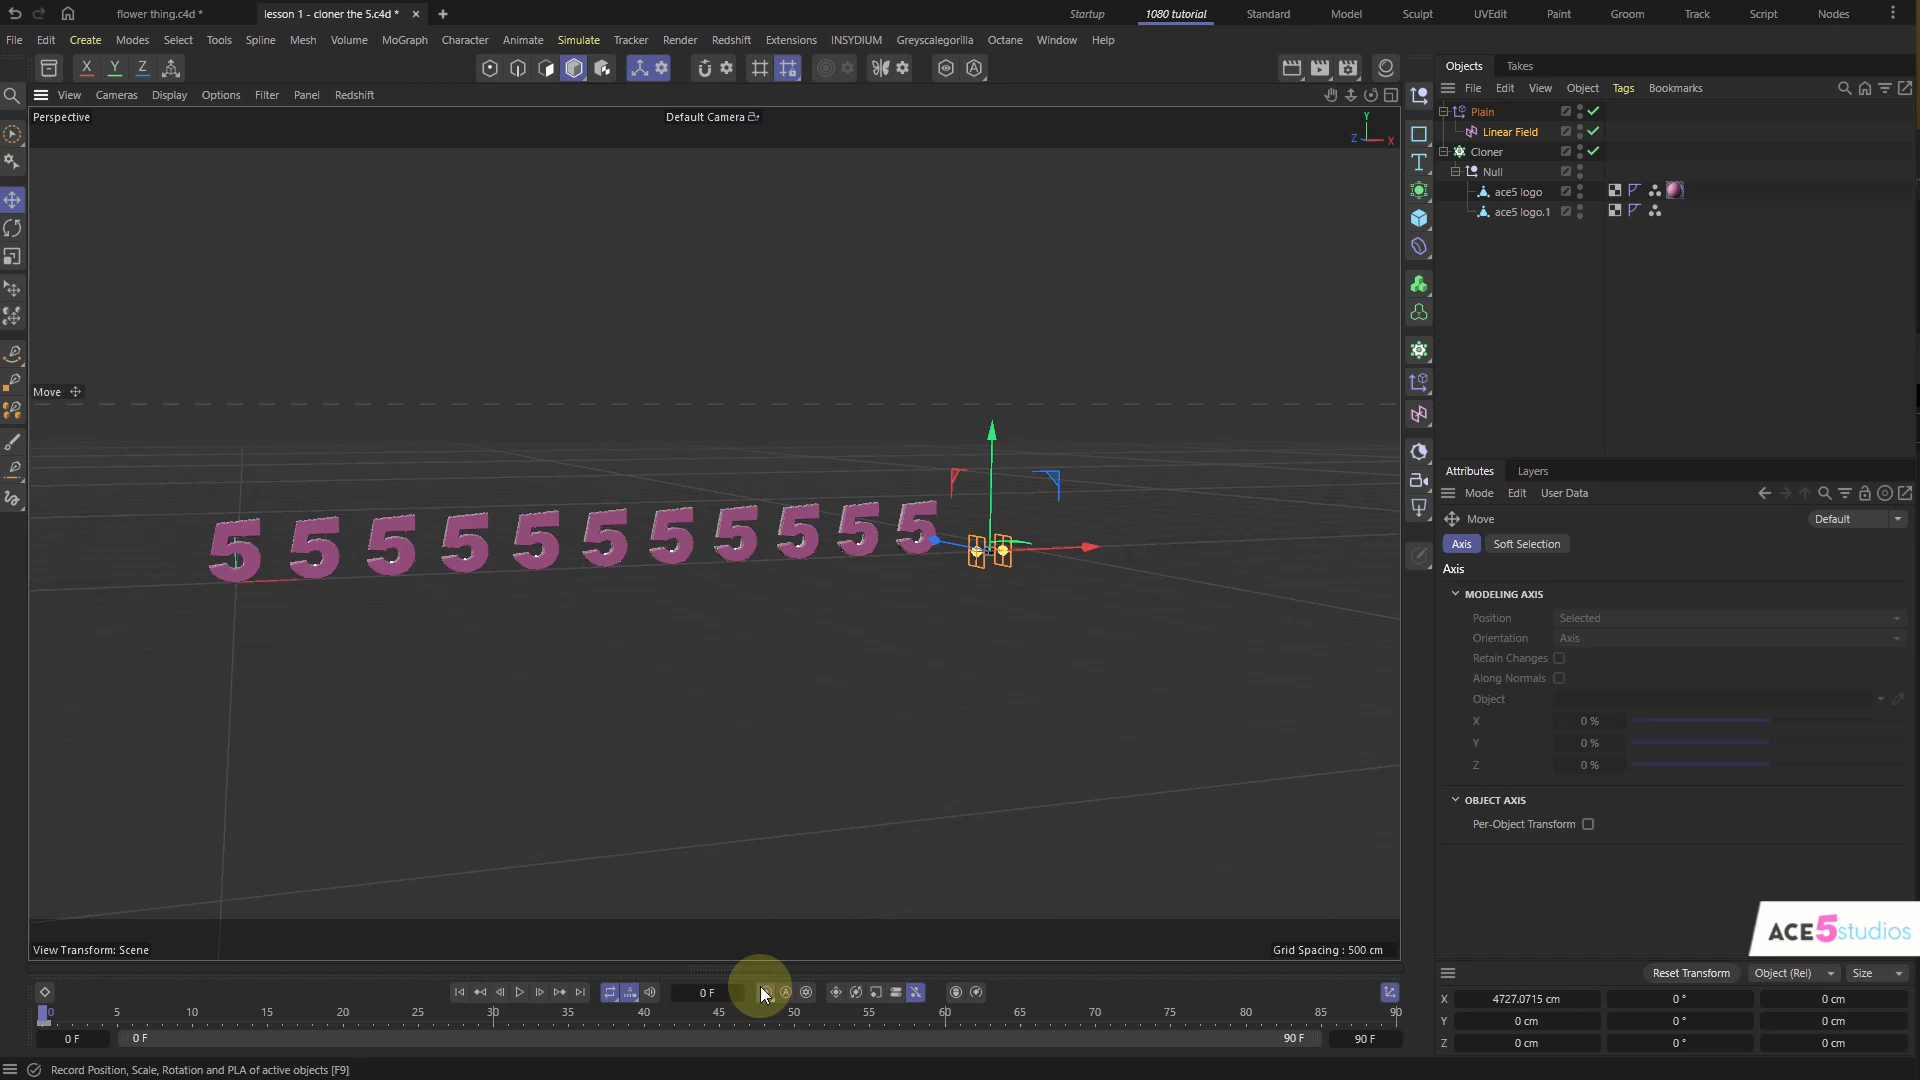 flower thing.c4d *
lesson 1 - cloner the 5.c4d *
Startup
1080 tutorial
Standard
Model
Sculpt
UVEdit
Paint
Groom
Track
Script
Nodes
File Edit Create Modes Select Tools Spline Mesh Volume MoGraph Character Animate Simulate Tracker Render Redshift Extensions INSYDIUM Greyscalegorilla Octane Window Help
X Y Z
Objects Takes
View Cameras Display Options Filter Panel Redshift
File Edit View Object Tags Bookmarks
Perspective
Default Camera
Y
Z X
Plain
Linear Field
Cloner
Null
ace5 logo
ace5 logo.1
Move
5 5 5 5 5 5 5 5 5 5 5
Attributes Layers
Mode Edit User Data
Move
Default
Axis Soft Selection
Axis
MODELING AXIS
Position Selected
Orientation Axis
Retain Changes
Along Normals
Object
X 0 %
Y 0 %
Z 0 %
OBJECT AXIS
Per-Object Transform
ACE5studios
View Transform: Scene
Grid Spacing : 500 cm
Reset Transform Object (Rel) Size
0 F
X 4727.0715 cm 0 ° 0 cm
Y 0 cm 0 ° 0 cm
Z 0 cm 0 ° 0 cm
0 5 10 15 20 25 30 35 40 45 50 55 60 65 70 75 80 85 90
0 F 0 F 90 F 90 F
Record Position, Scale, Rotation and PLA of active objects [F9]